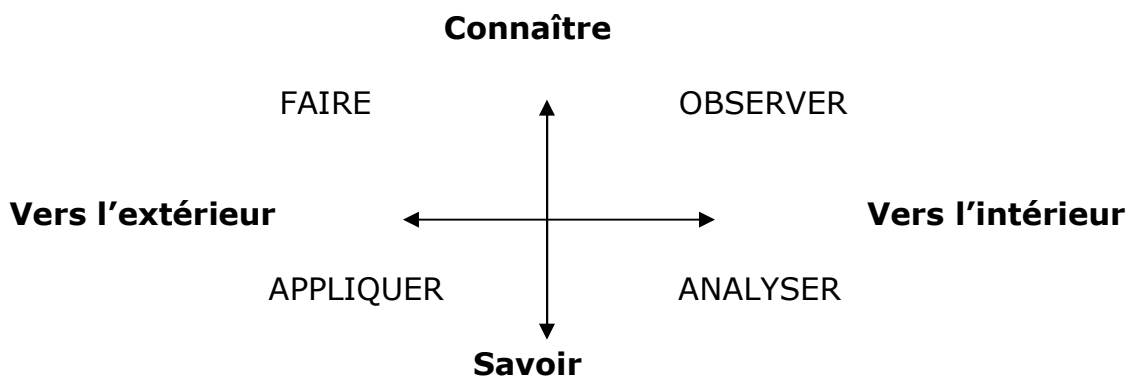 Connaître
FAIRE OBSERVER
Vers l’extérieur Vers l’intérieur
APPLIQUER ANALYSER
Savoir